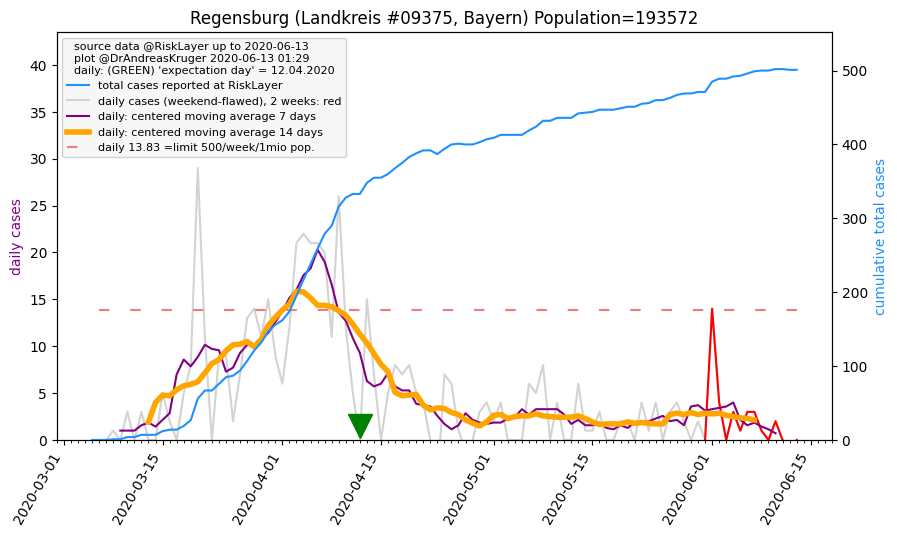 Regensburg (Landkreis #09375, Bayern) Population=193572
source data @RiskLayer up to 2020-06-13
plot @DrAndreasKruger 2020-06-13 01:29
daily: (GREEN) 'expectation day' = 12.04.2020
total cases reported at RiskLayer
daily cases (weekend-flawed), 2 weeks: red
daily: centered moving average 7 days
daily: centered moving average 14 days
daily 13.83 =limit 500/week/1mio pop.
daily cases
40
35
30
25
20
15
10
5
0
cumulative total cases
500
400
300
200
100
0
2020-03-01
2020-03-15
2020-04-01
2020-04-15
2020-05-01
2020-05-15
2020-06-01
2020-06-15